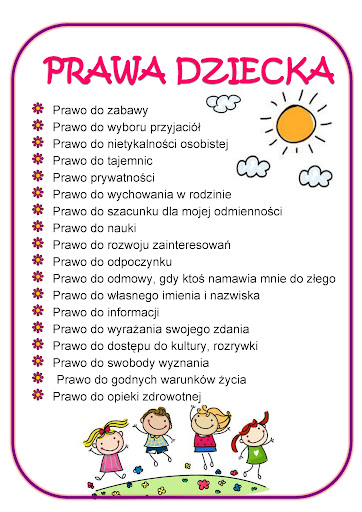 PRAWA DZIECKA
Prawo do zabawy
Prawo do wyboru przyjaciół
Prawo do nietykalności osobistej
Prawo do tajemnic
Prawo prywatności
Prawo do wychowania w rodzinie
Prawo do szacunku dla mojej odmienności
Prawo do nauki
Prawo do rozwoju zainteresowań
Prawo do odpoczynku
Prawo do odmowy, gdy ktoś namawia mnie do złego
Prawo do własnego imienia i nazwiska
Prawo do informacji
Prawo do wyrażania swojego zdania
Prawo do dostępu do kultury, rozrywki
Prawo do swobody wyznania
Prawo do godnych warunków życia
Prawo do opieki zdrowotnej